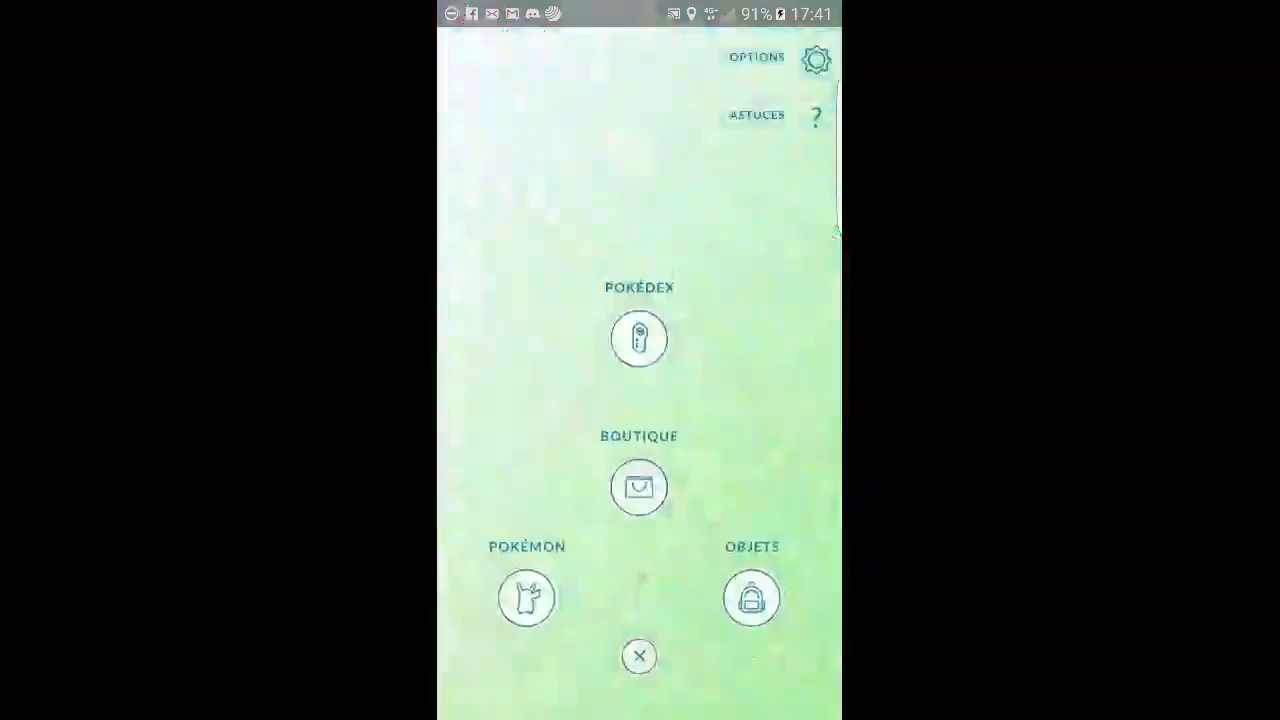 91% 17:41
OPTIONS
ASTUCES ?
POKÉDEX
BOUTIQUE
POKÉMON OBJETS